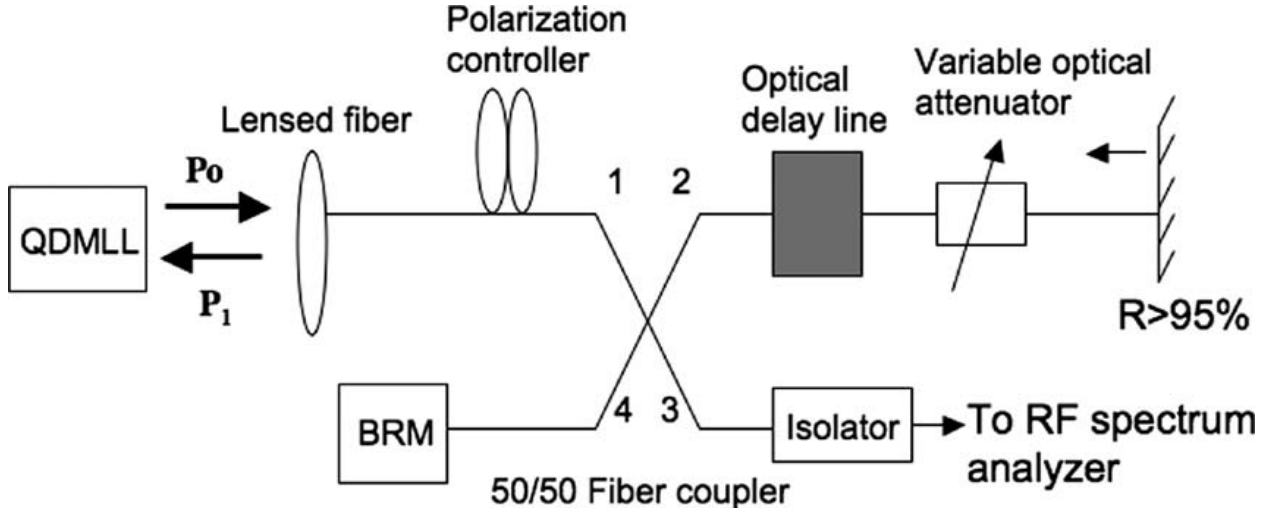 Polarization
controller
Lensed fiber
Optical
delay line
Variable optical
attenuator
Po
QDMLL
P1
1
2
R>95%
BRM
4
3
Isolator
To RF spectrum
analyzer
50/50 Fiber coupler